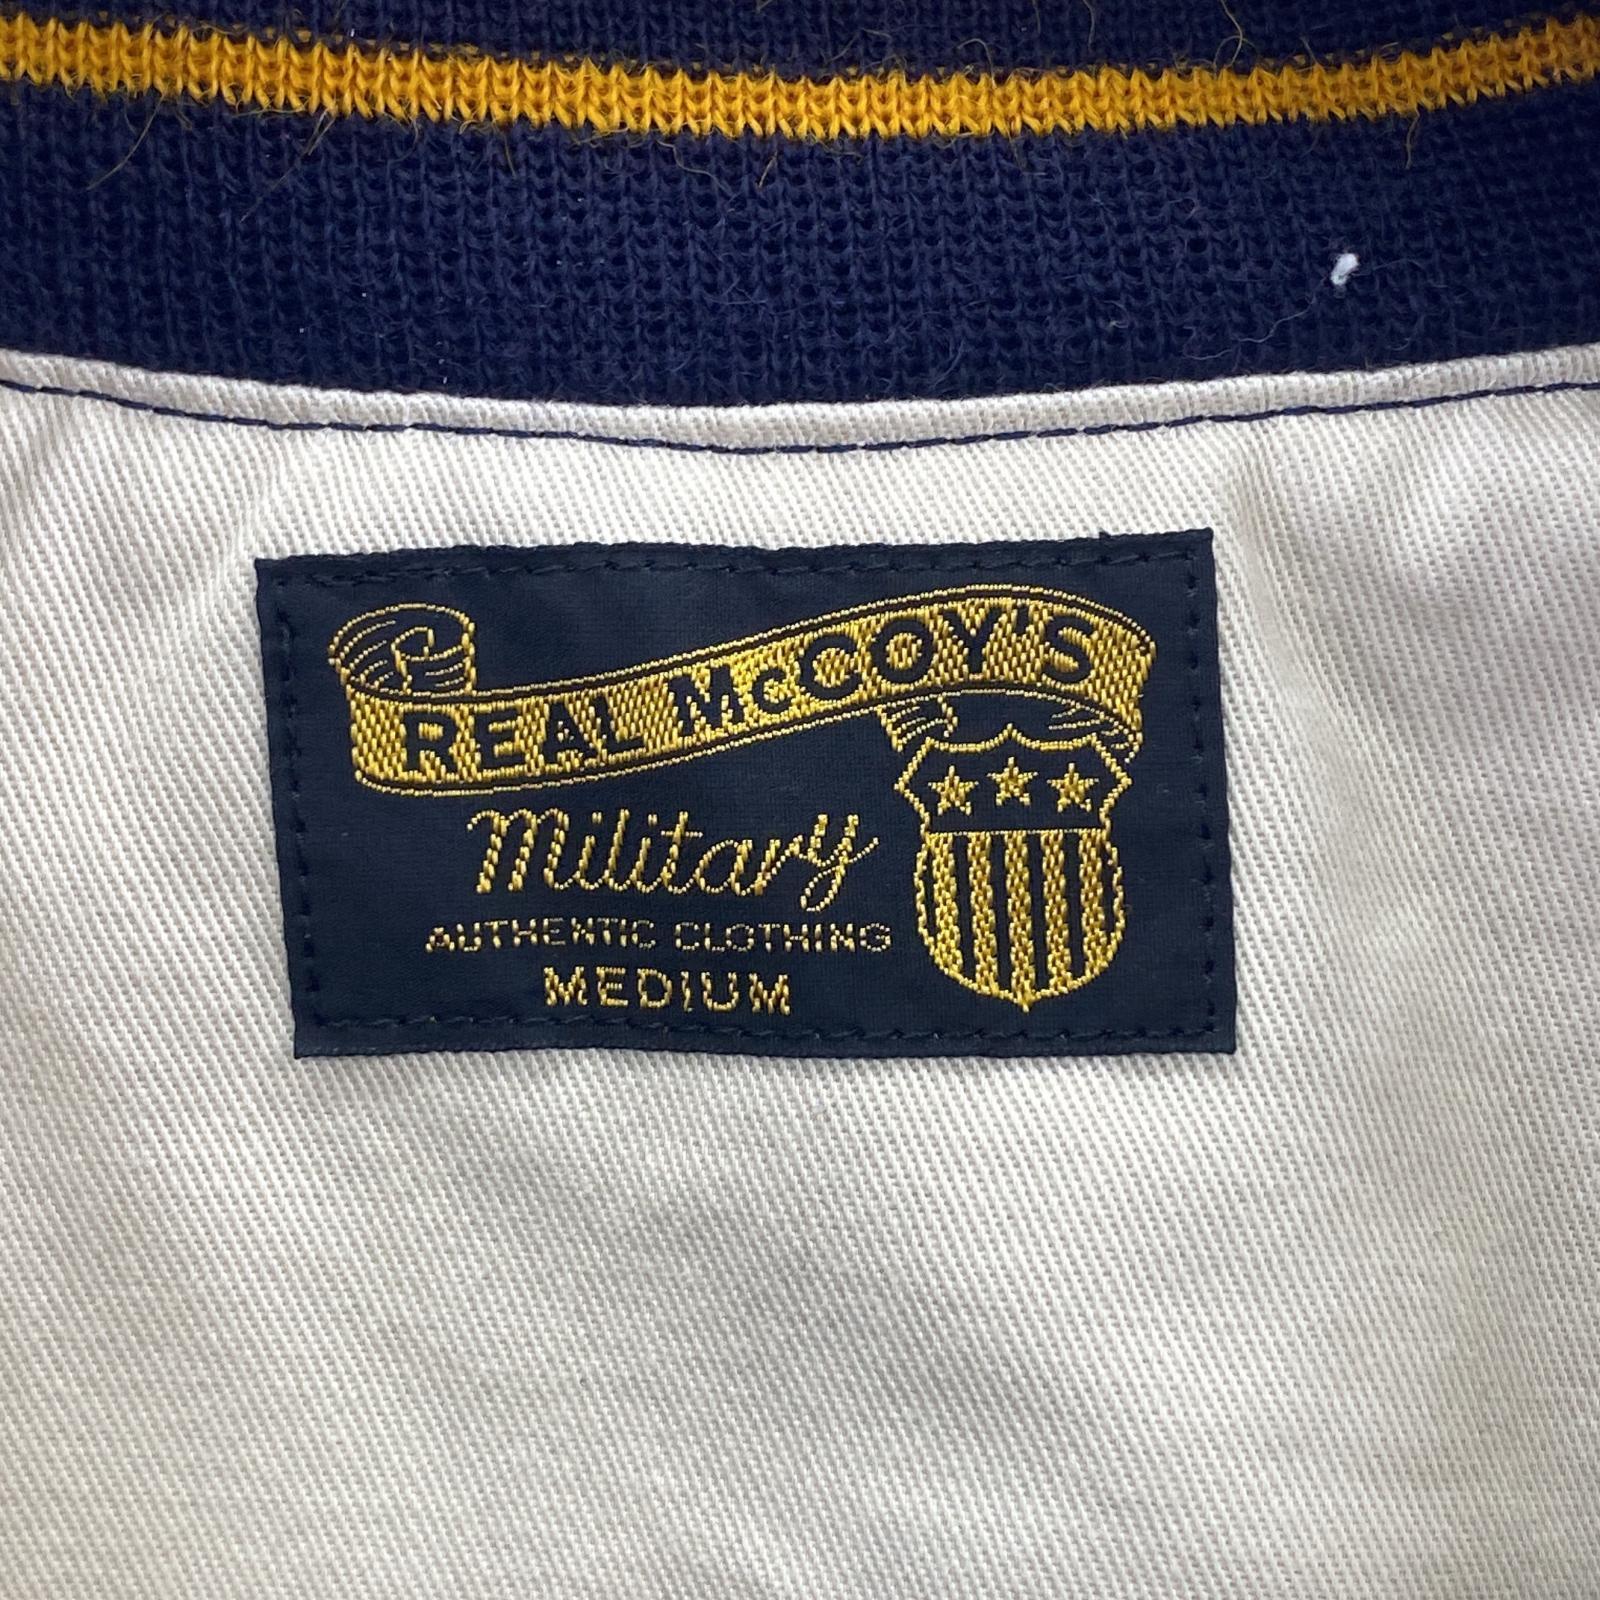 REAL McCOY'S
Military
AUTHENTIC CLOTHING
MEDIUM